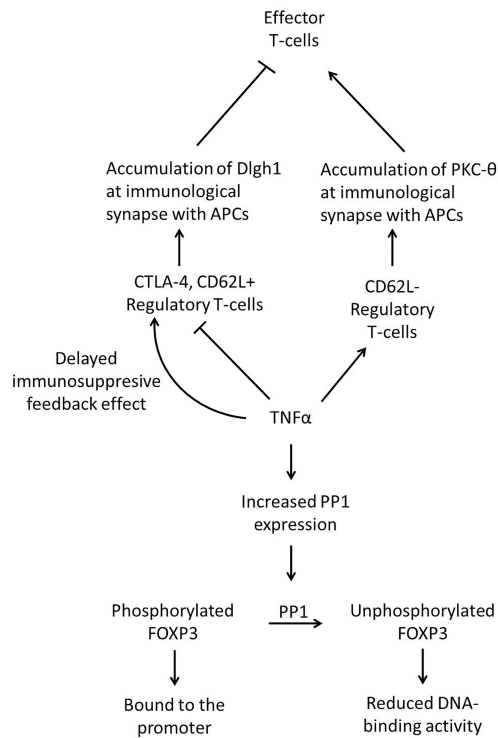 Effector
T-cells
Accumulation of Dlgh1
at immunological
synapse with APCs
Accumulation of PKC-θ
at immunological
synapse with APCs
CTLA-4, CD62L+
Regulatory T-cells
CD62L-
Regulatory
T-cells
Delayed
immunosuppresive
feedback effect
TNFα
Increased PP1
expression
Phosphorylated
FOXP3
PP1
Unphosphorylated
FOXP3
Bound to the
promoter
Reduced DNA-
binding activity